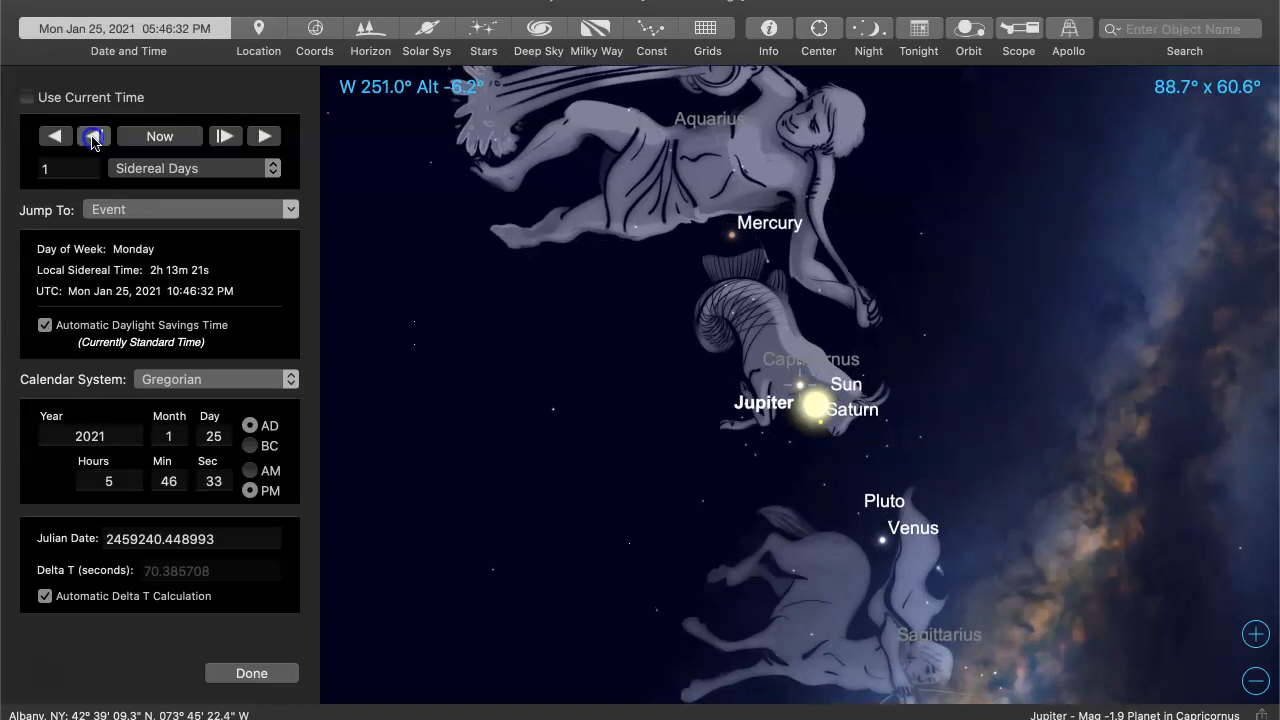 Mon Jan 25, 2021 05:46:32 PM
Enter Object Name
Date and Time Location Coords Horizon Solar Sys Stars Deep Sky Milky Way Const Grids Info Center Night Tonight Orbit Scope Apollo Search
Use Current Time
Now
1 Sidereal Days
Jump To: Event
Day of Week: Monday
Local Sidereal Time: 2h 13m 21s
UTC: Mon Jan 25, 2021 10:46:32 PM
Automatic Daylight Savings Time
(Currently Standard Time)
Calendar System: Gregorian
Year Month Day
2021 1 25
AD
BC
Hours Min Sec
5 46 33
AM
PM
Julian Date: 2459240.448993
Delta T (seconds): 70.385708
Automatic Delta T Calculation
Done
W 251.0° Alt -6.2°
88.7° x 60.6°
Aquarius
Mercury
Capricornus
Sun
Jupiter
Saturn
Pluto
Venus
Sagittarius
Albany, NY; 42° 39' 09.3" N, 073° 45' 22.4" W
Jupiter - Mag -1.9 Planet in Capricornus